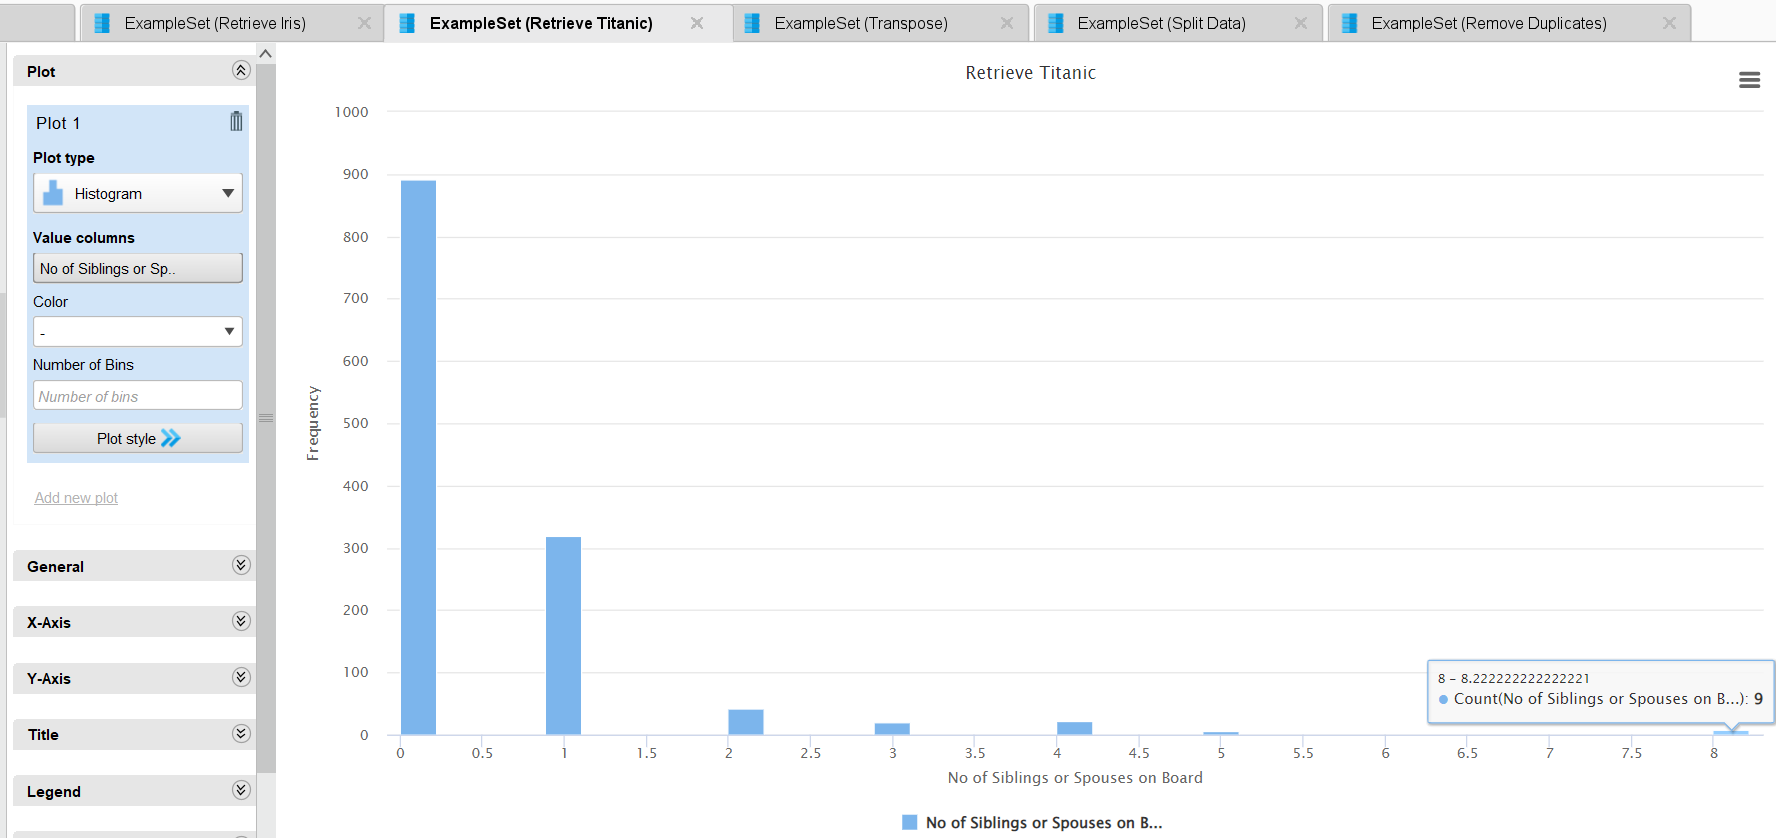 ExampleSet (Retrieve Iris)
ExampleSet (Retrieve Titanic)
ExampleSet (Transpose)
ExampleSet (Split Data)
ExampleSet (Remove Duplicates)
Plot
Plot 1
Plot type
Histogram
Value columns
No of Siblings or Sp..
Color
-
Number of Bins
Number of bins
Plot style
Add new plot
General
X-Axis
Y-Axis
Title
Legend
Retrieve Titanic
1000
900
800
700
600
500
400
300
200
100
0
Frequency
8 – 8.222222222222221
Count(No of Siblings or Spouses on B...): 9
0 0.5 1 1.5 2 2.5 3 3.5 4 4.5 5 5.5 6 6.5 7 7.5 8
No of Siblings or Spouses on Board
No of Siblings or Spouses on B...